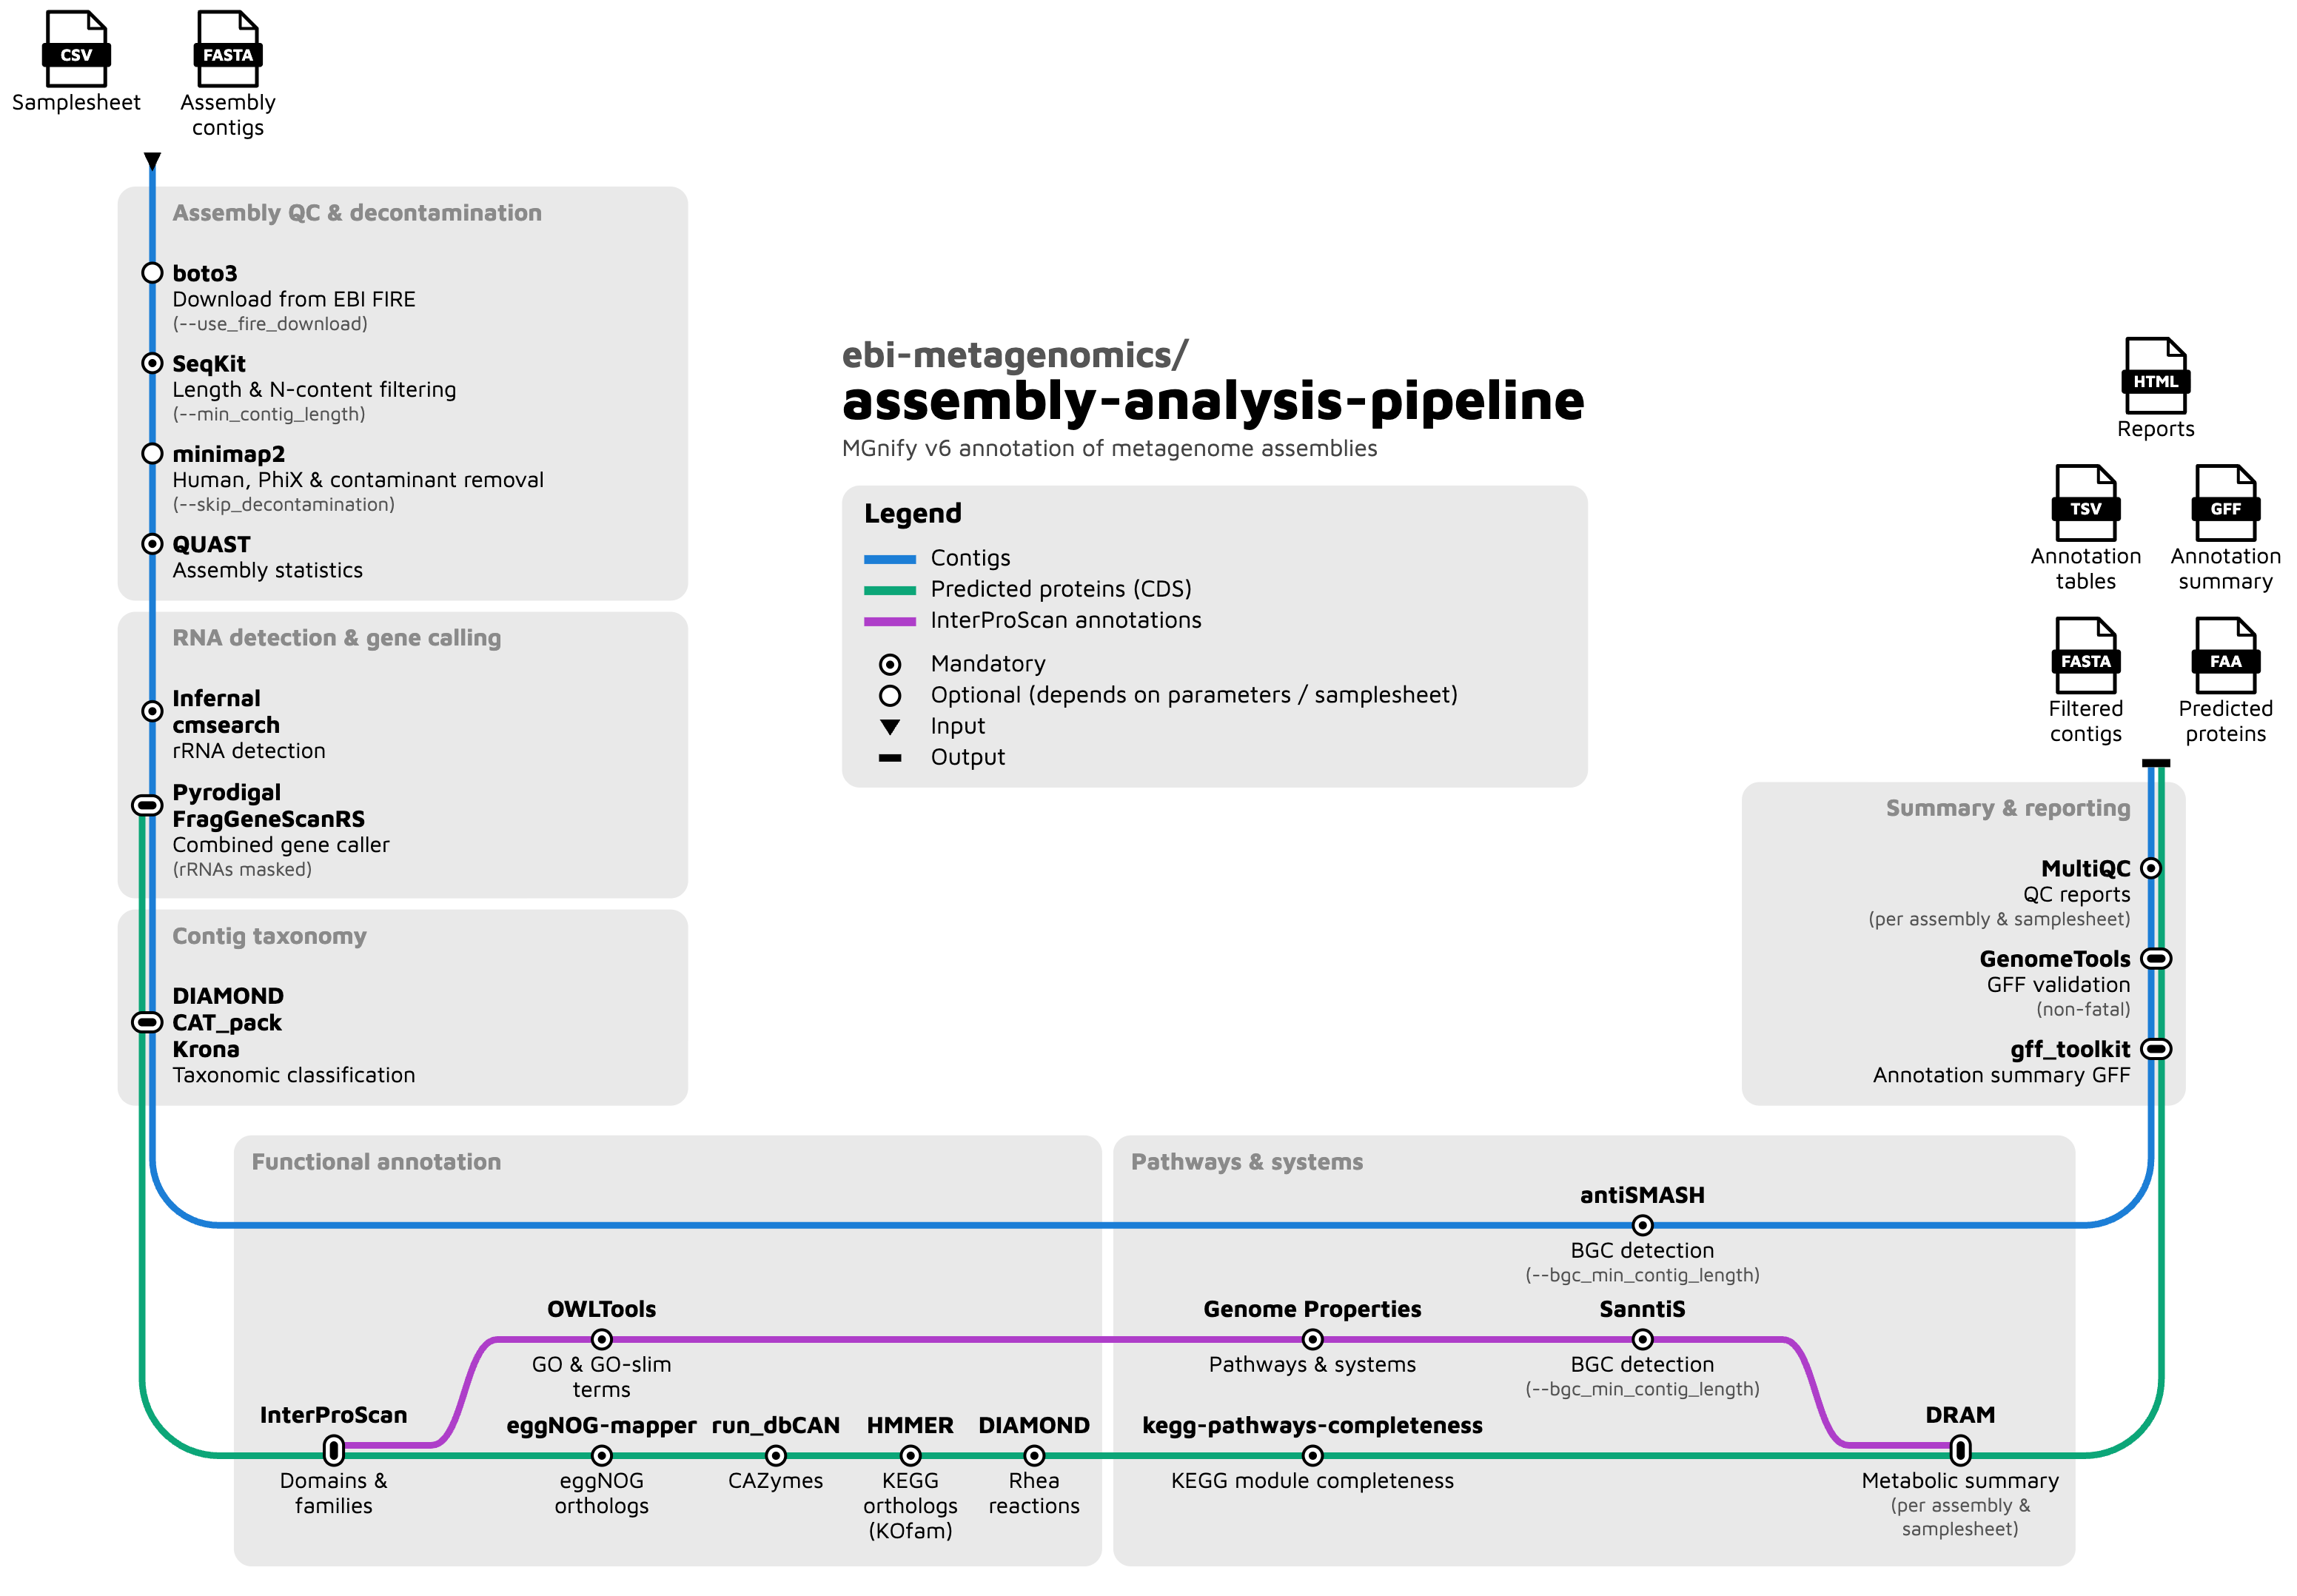 CSV
Samplesheet
FASTA
Assembly
contigs
Assembly QC & decontamination
boto3
Download from EBI FIRE
(--use_fire_download)
SeqKit
Length & N-content filtering
(--min_contig_length)
minimap2
Human, PhiX & contaminant removal
(--skip_decontamination)
QUAST
Assembly statistics
RNA detection & gene calling
Infernal
cmsearch
rRNA detection
Pyrodigal
FragGeneScanRS
Combined gene caller
(rRNAs masked)
Contig taxonomy
DIAMOND
CAT_pack
Krona
Taxonomic classification
ebi-metagenomics/
assembly-analysis-pipeline
MGnify v6 annotation of metagenome assemblies
Legend
Contigs
Predicted proteins (CDS)
InterProScan annotations
Mandatory
Optional (depends on parameters / samplesheet)
Input
Output
HTML
Reports
TSV
Annotation
tables
GFF
Annotation
summary
FASTA
Filtered
contigs
FAA
Predicted
proteins
Summary & reporting
MultiQC
QC reports
(per assembly & samplesheet)
GenomeTools
GFF validation
(non-fatal)
gff_toolkit
Annotation summary GFF
Functional annotation
OWLTools
GO & GO-slim
terms
InterProScan
Domains &
families
eggNOG-mapper
eggNOG
orthologs
run_dbCAN
CAZymes
HMMER
KEGG
orthologs
(KOfam)
DIAMOND
Rhea
reactions
Pathways & systems
antiSMASH
BGC detection
(--bgc_min_contig_length)
Genome Properties
Pathways & systems
SanntiS
BGC detection
(--bgc_min_contig_length)
kegg-pathways-completeness
KEGG module completeness
DRAM
Metabolic summary
(per assembly &
samplesheet)